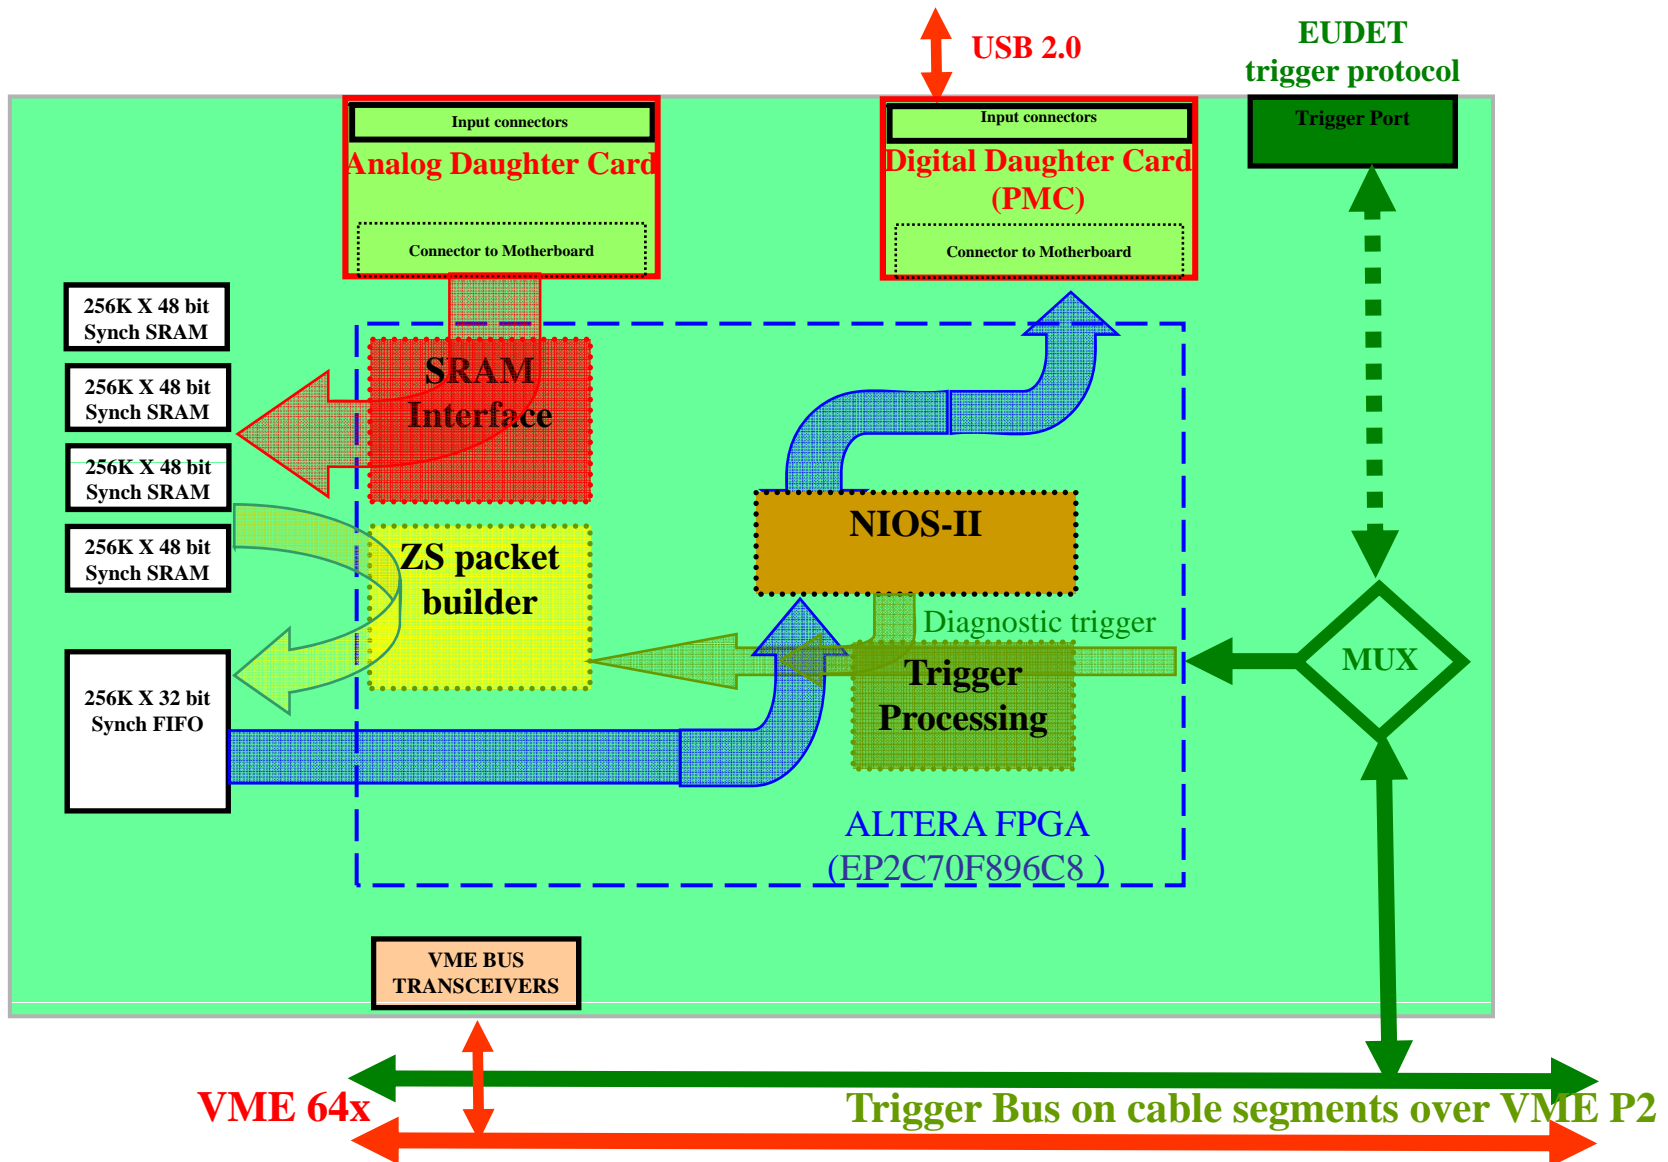 USB 2.0
EUDET
trigger protocol
Input connectors
Analog Daughter Card
Connector to Motherboard
Input connectors
Digital Daughter Card
(PMC)
Connector to Motherboard
Trigger Port
256K X 48 bit
Synch SRAM
256K X 48 bit
Synch SRAM
256K X 48 bit
Synch SRAM
256K X 48 bit
Synch SRAM
SRAM
Interface
NIOS-II
ZS packet
builder
Diagnostic trigger
Trigger
Processing
MUX
256K X 32 bit
Synch FIFO
ALTERA FPGA
(EP2C70F896C8 )
VME BUS
TRANSCEIVERS
VME 64x
Trigger Bus on cable segments over VME P2